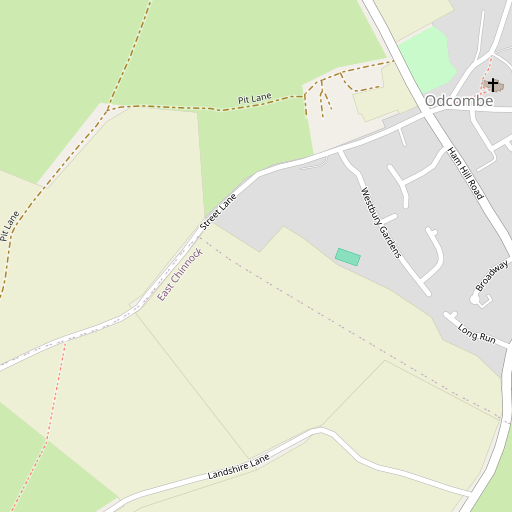 Pit Lane
Odcombe
Ham Hill Road
Street Lane
Westbury Gardens
Pit Lane
East Chinnock
Broadway
Long Run
Landshire Lane